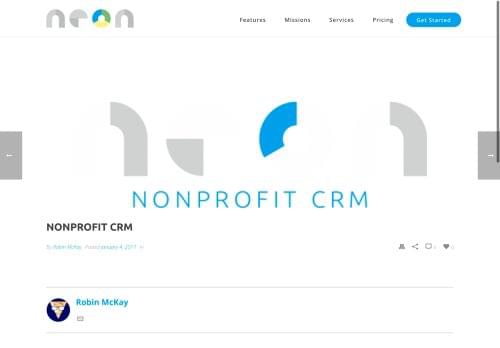 neon
Features Missions Services Pricing Get Started
neon
NONPROFIT CRM
NONPROFIT CRM
By Robin McKay Posted January 4, 2017 In
0 0
Robin McKay